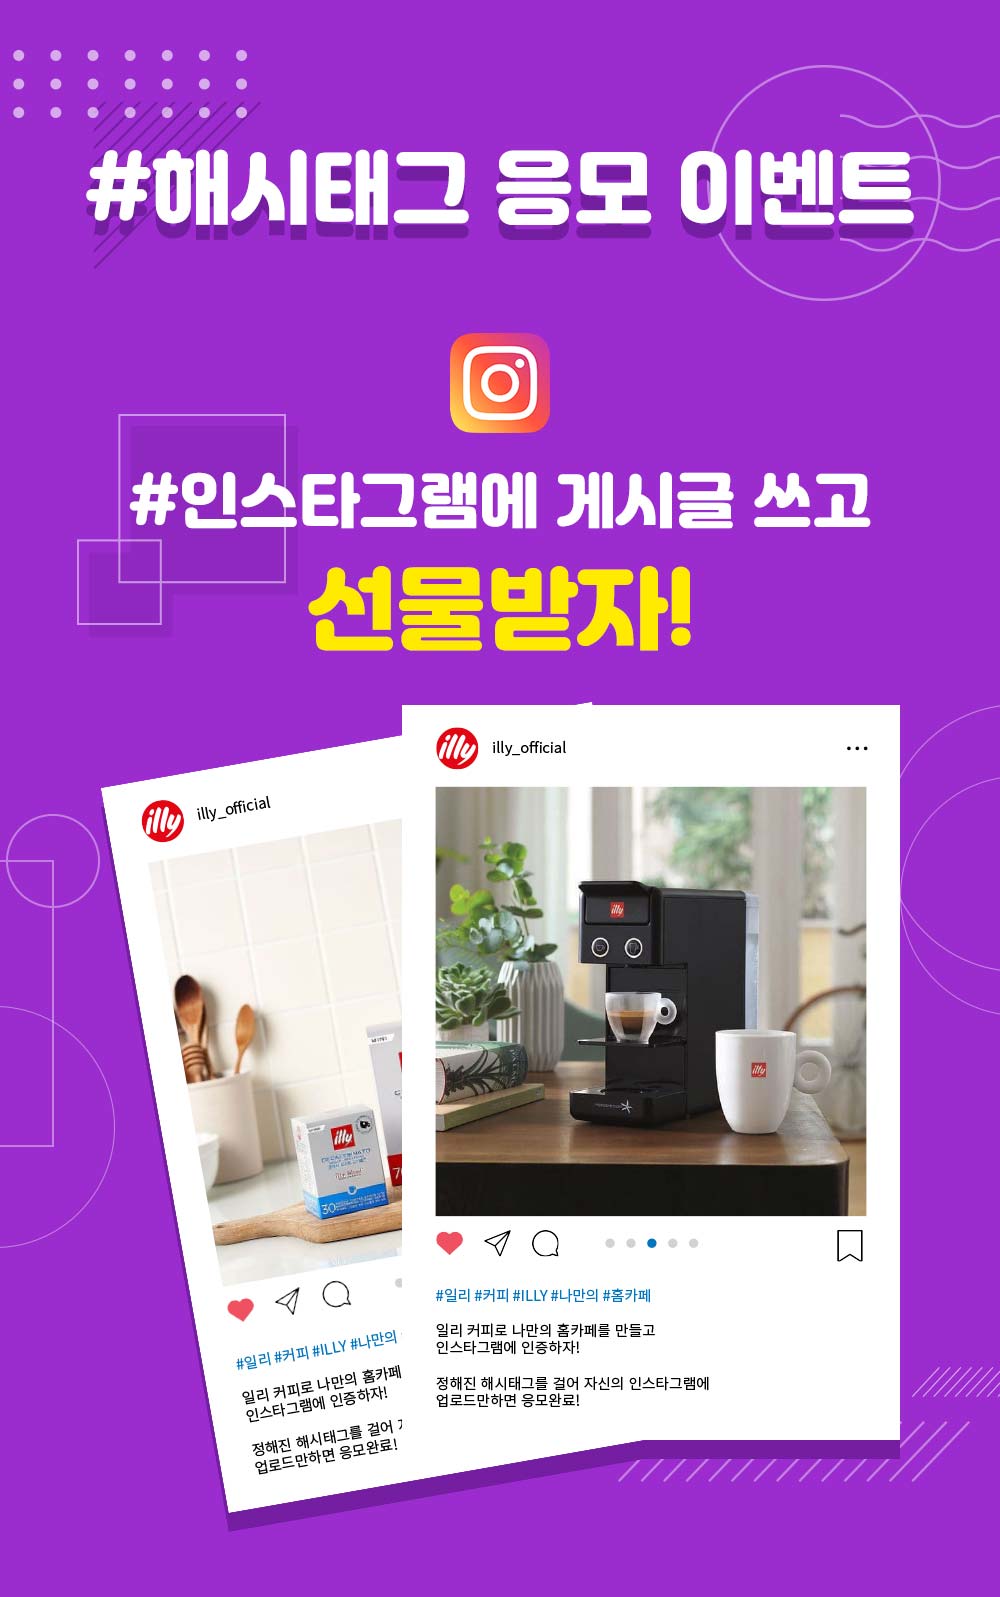 #해시태그 응모 이벤트
#인스타그램에 게시글 쓰고
선물받자!
illy
illy_official
illy
30
70
#일리 #커피 #ILLY #나만의
일리 커피로 나만의 홈카페
인스타그램에 인증하자!
정해진 해시태그를 걸어
업로드만하면 응모완료!
illy
illy_official
illy
illy
#일리 #커피 #ILLY #나만의 #홈카페
일리 커피로 나만의 홈카페를 만들고
인스타그램에 인증하자!
정해진 해시태그를 걸어 자신의 인스타그램에
업로드만하면 응모완료!